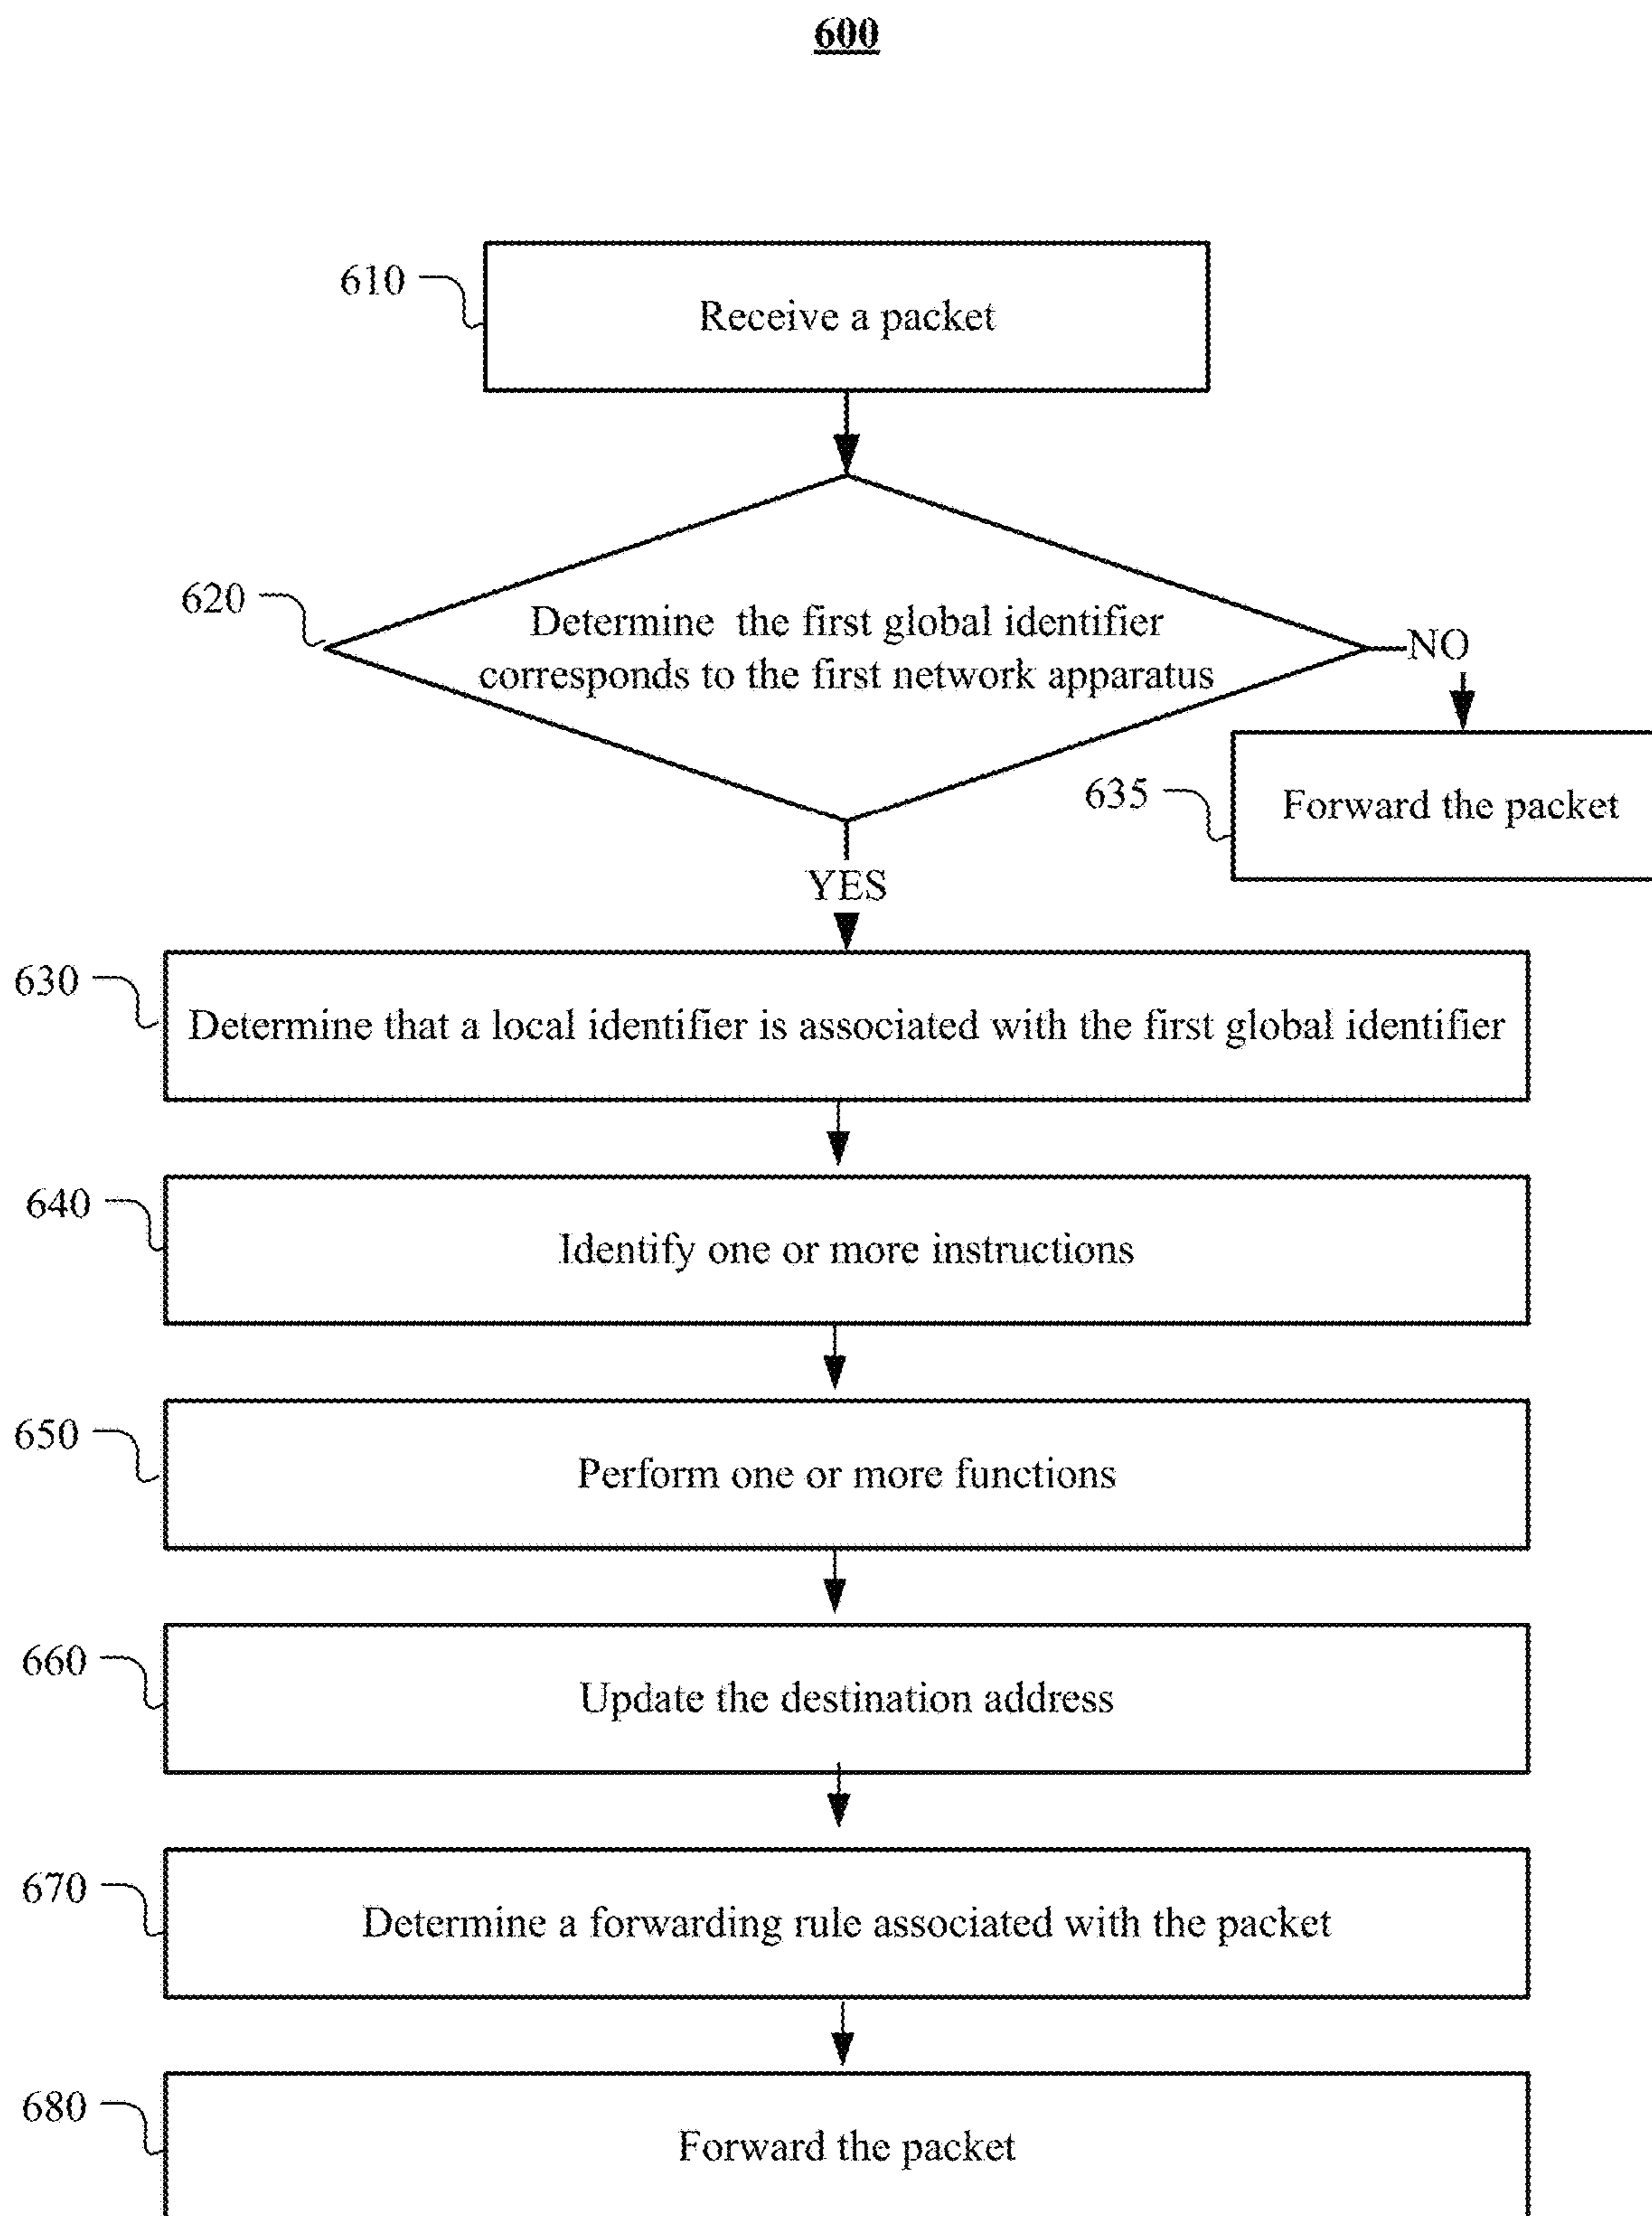 600
610
Receive a packet
620
Determine the first global identifier
corresponds to the first network apparatus
NO
635
Forward the packet
YES
630
Determine that a local identifier is associated with the first global identifier
640
Identify one or more instructions
650
Perform one or more functions
660
Update the destination address
670
Determine a forwarding rule associated with the packet
680
Forward the packet